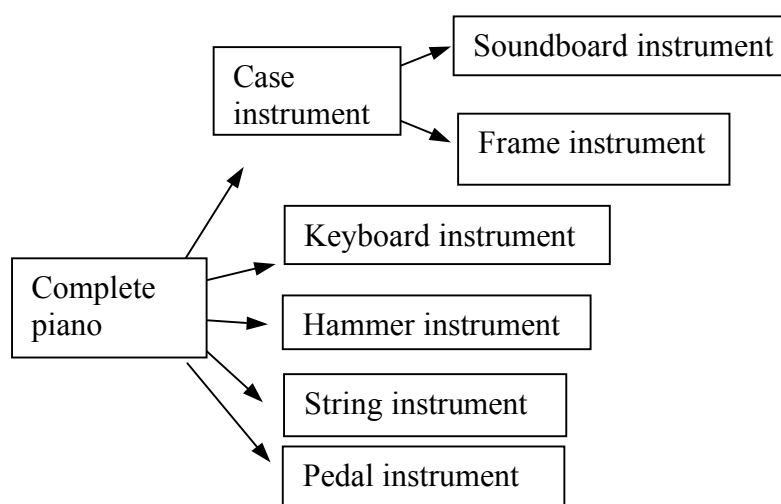 Soundboard instrument
Case
instrument
Frame instrument
Keyboard instrument
Complete
piano
Hammer instrument
String instrument
Pedal instrument